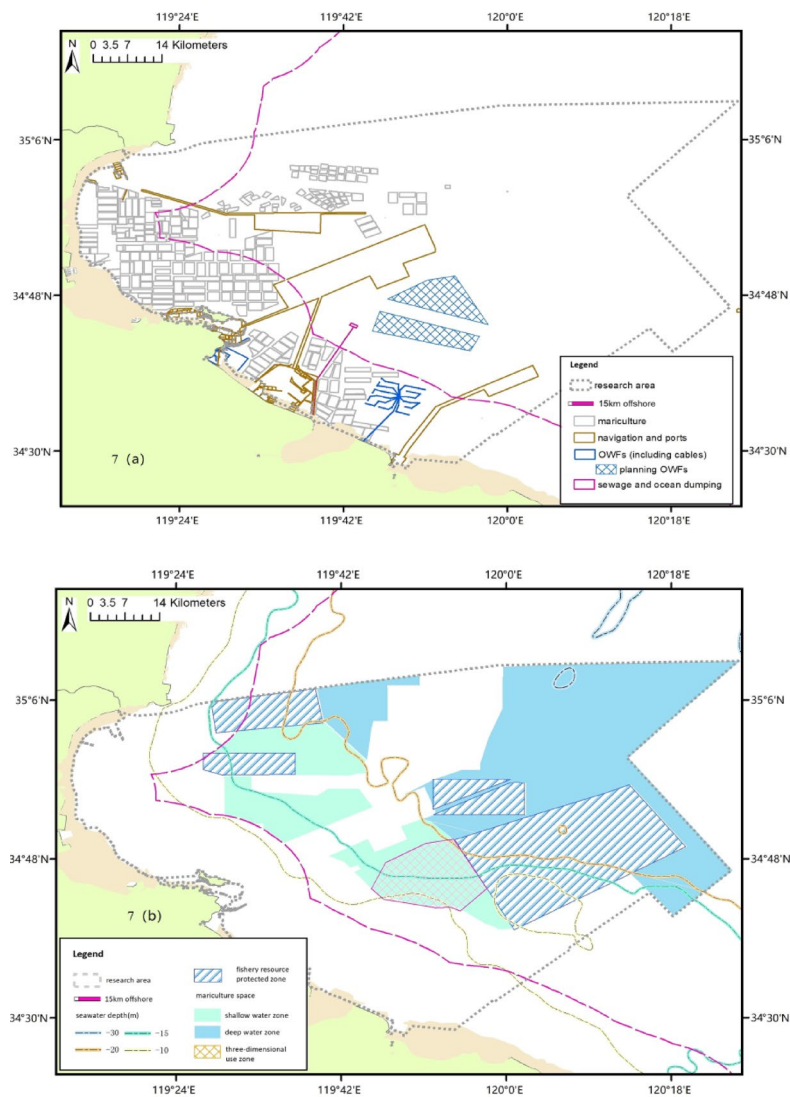 119°24'E 119°42'E 120°0'E 120°18'E
N
0 3.5 7 14 Kilometers
35°6'N 35°6'N
34°48'N 34°48'N
34°30'N 34°30'N
7 (a)
Legend
research area
15km offshore
mariculture
navigation and ports
OWFs (including cables)
planning OWFs
sewage and ocean dumping
119°24'E 119°42'E 120°0'E 120°18'E
119°24'E 119°42'E 120°0'E 120°18'E
N
0 3.5 7 14 Kilometers
35°6'N 35°6'N
34°48'N 34°48'N
34°30'N 34°30'N
7 (b)
Legend
research area
15km offshore
seawater depth(m)
-30 -15
-20 -10
fishery resource
protected zone
mariculture space
shallow water zone
deep water zone
three-dimensional
use zone
119°24'E 119°42'E 120°0'E 120°18'E